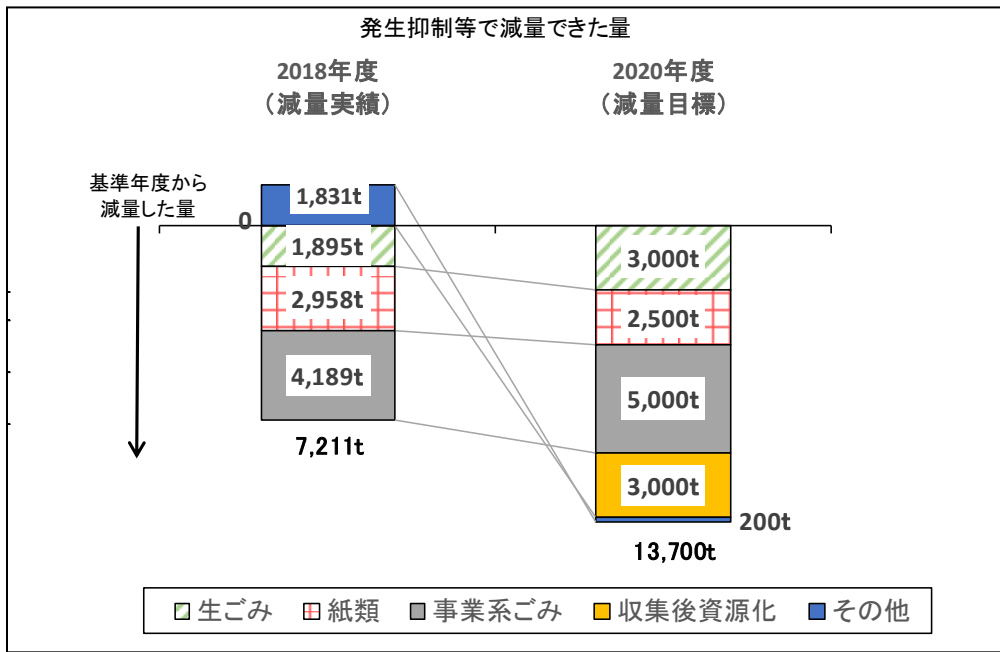 発生抑制等で減量できた量
2018年度
（減量実績）
2020年度
（減量目標）
基準年度から
減量した量
0
1,831t
1,895t
2,958t
4,189t
7,211t
3,000t
2,500t
5,000t
3,000t
200t
13,700t
生ごみ 紙類 事業系ごみ 収集後資源化 その他